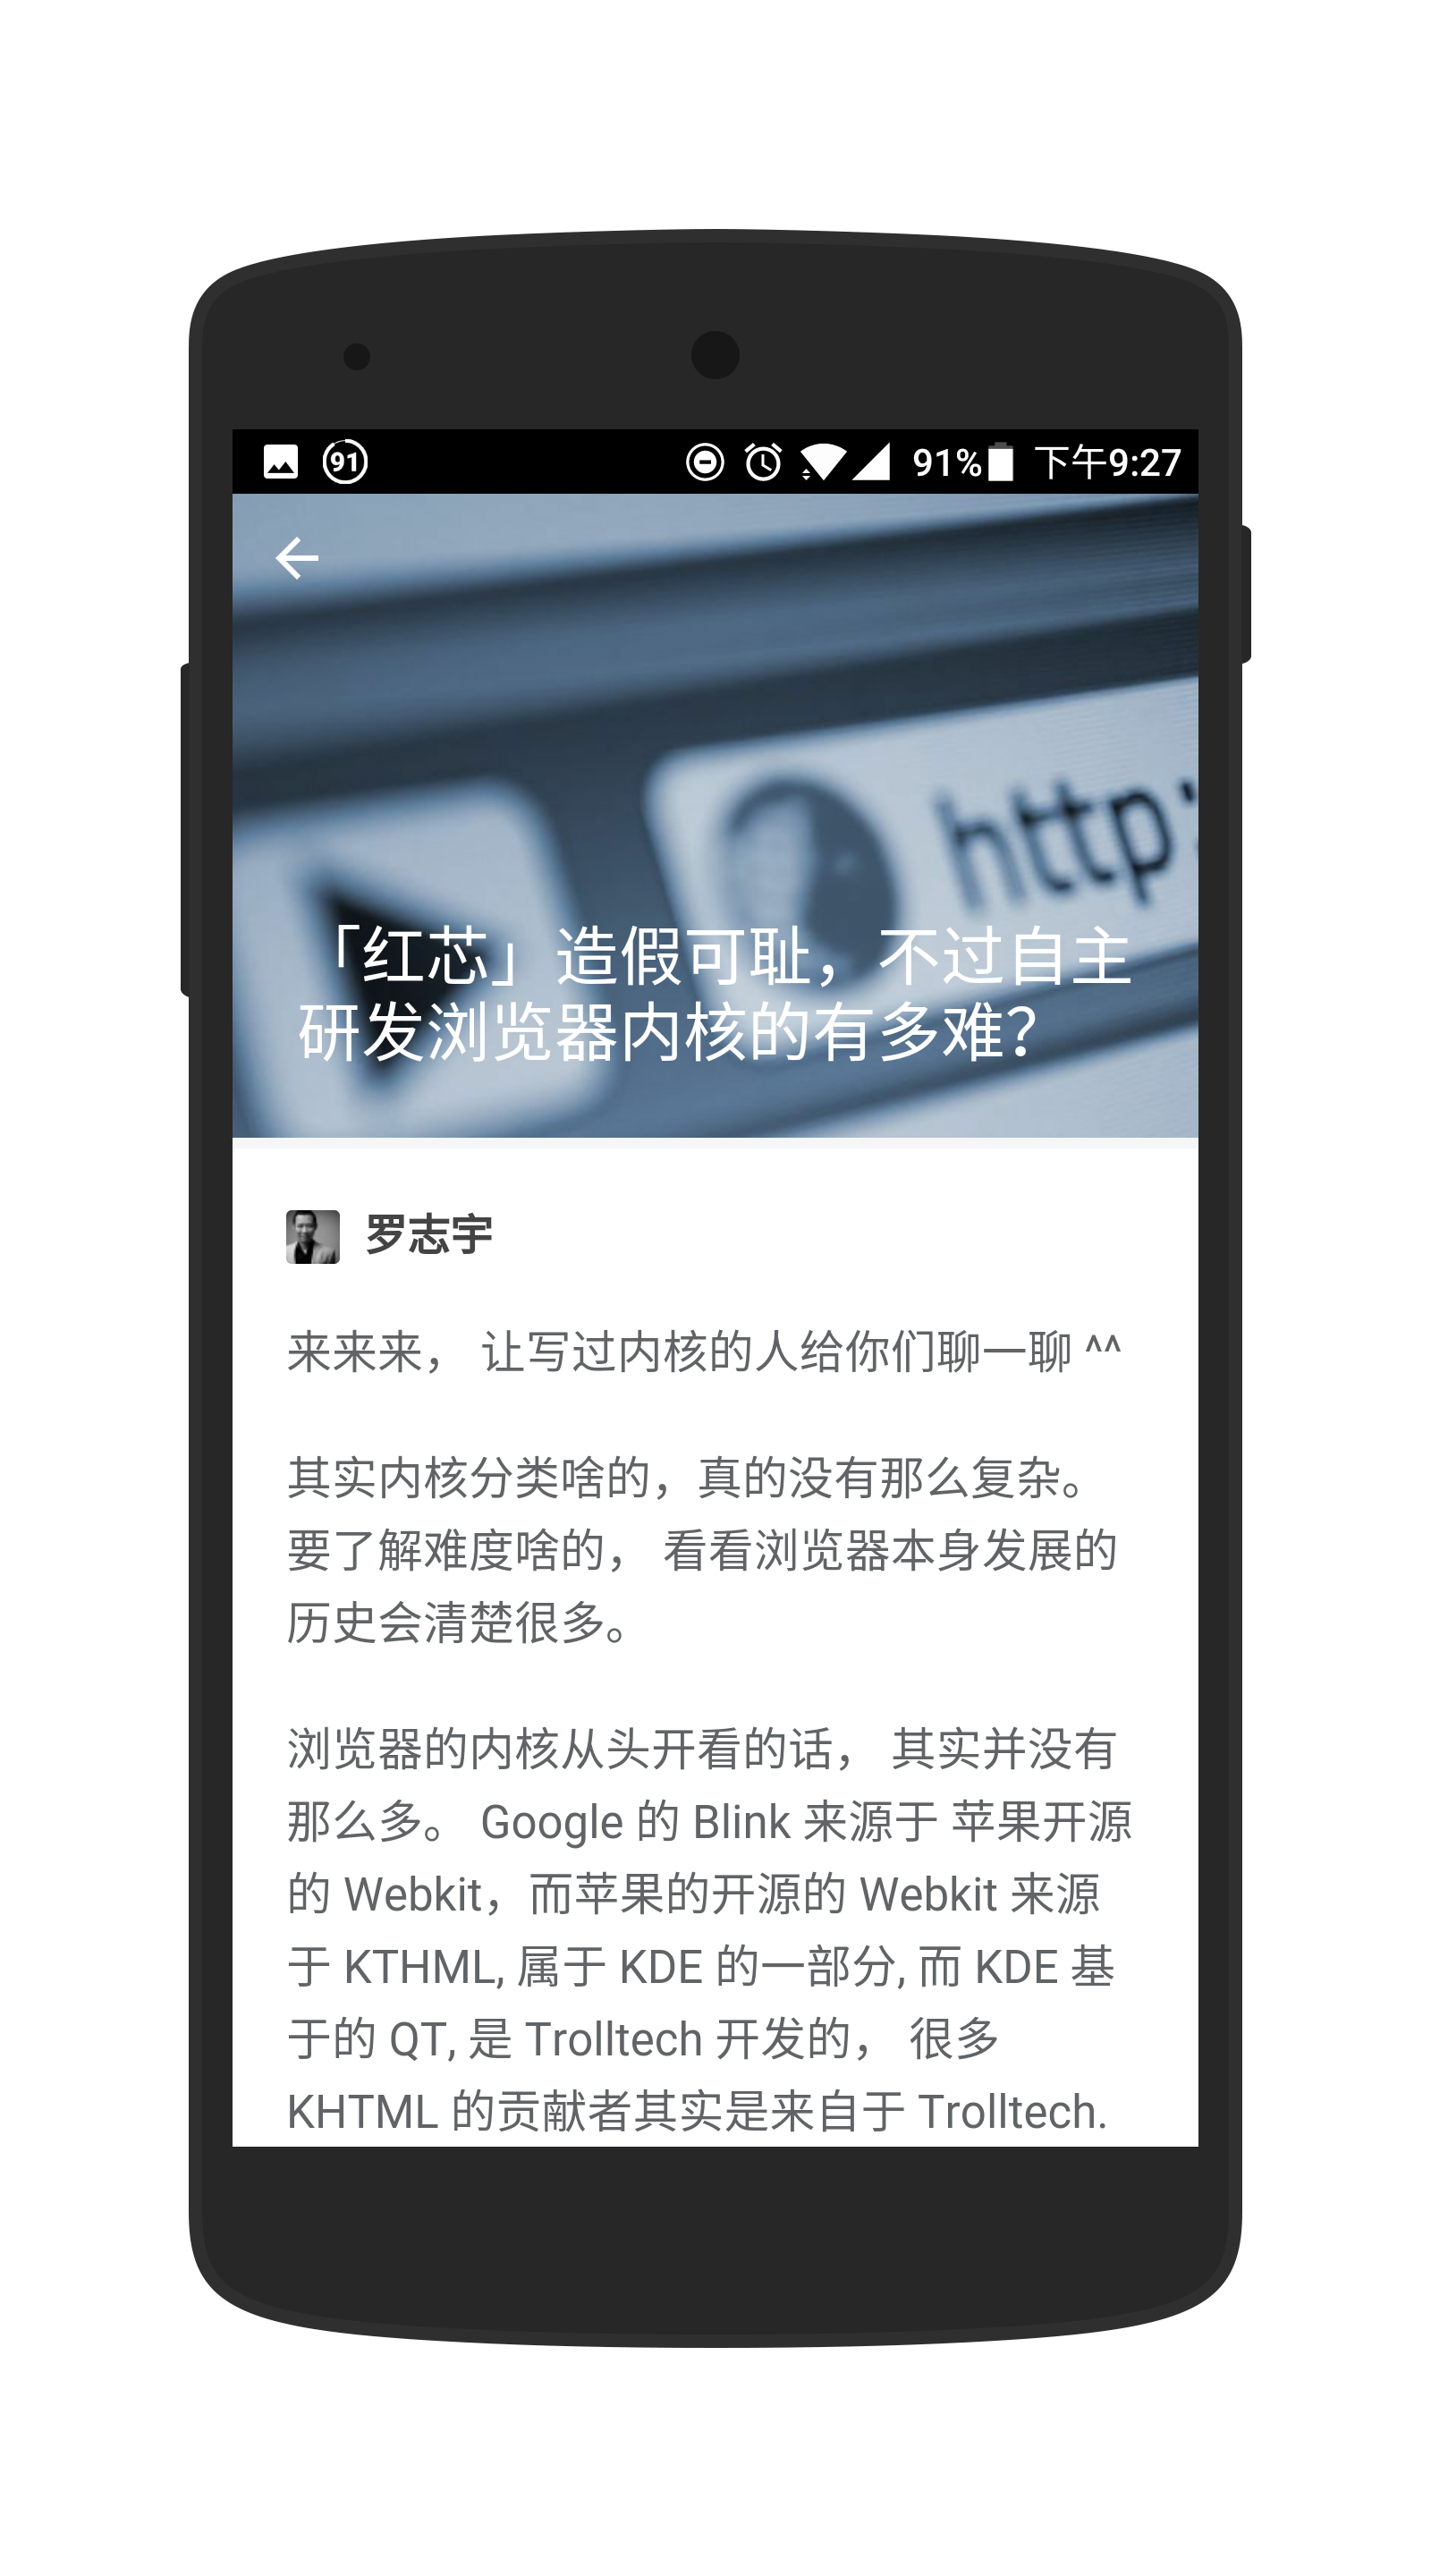 91
91% 下午9:27
http:
「红芯」造假可耻，不过自主
研发浏览器内核的有多难？
罗志宇
来来来， 让写过内核的人给你们聊一聊 ^^
其实内核分类啥的，真的没有那么复杂。
要了解难度啥的， 看看浏览器本身发展的
历史会清楚很多。
浏览器的内核从头开看的话， 其实并没有
那么多。 Google 的 Blink 来源于 苹果开源
的 Webkit，而苹果的开源的 Webkit 来源
于 KTHML, 属于 KDE 的一部分, 而 KDE 基
于的 QT, 是 Trolltech 开发的， 很多
KHTML 的贡献者其实是来自于 Trolltech.